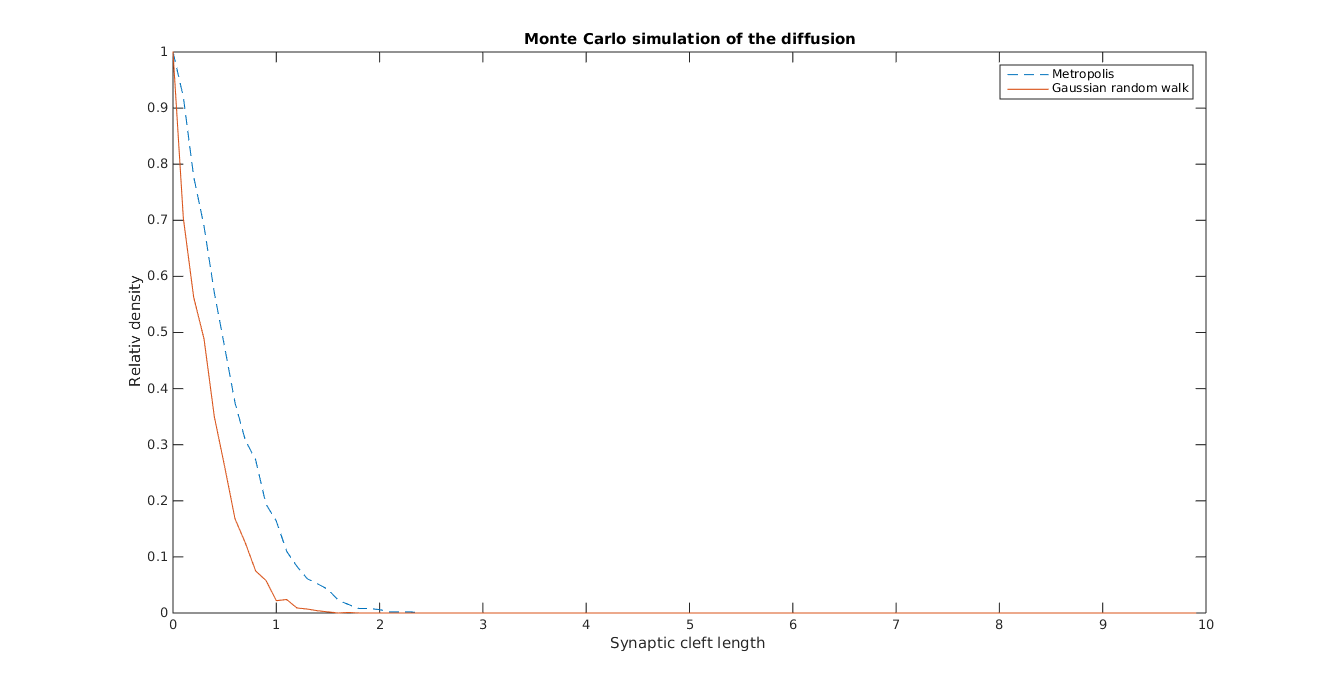 Monte Carlo simulation of the diffusion
Metropolis
Gaussian random walk
Relativ density
1
0.9
0.8
0.7
0.6
0.5
0.4
0.3
0.2
0.1
0
0 1 2 3 4 5 6 7 8 9 10
Synaptic cleft length